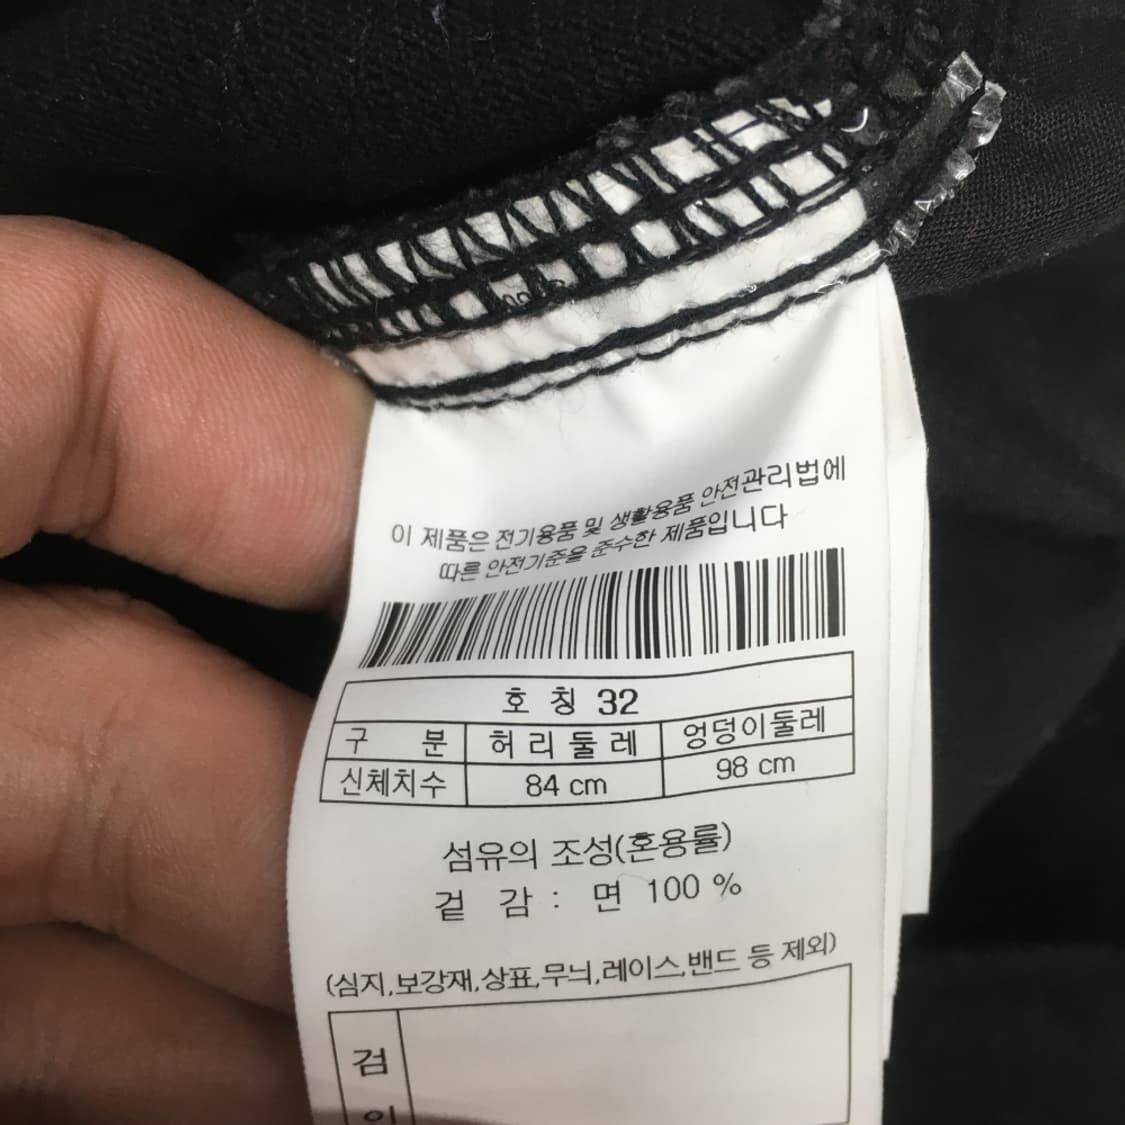 이 제품은 전기용품 및 생활용품 안전관리법에
따른 안전기준을 준수한 제품입니다
호 칭 32
구 분 허리둘레 엉덩이둘레
신체치수 84 cm 98 cm
섬유의 조성(혼용률)
겉 감 : 면 100 %
(심지,보강재,상표,무늬,레이스,밴드 등 제외)
검